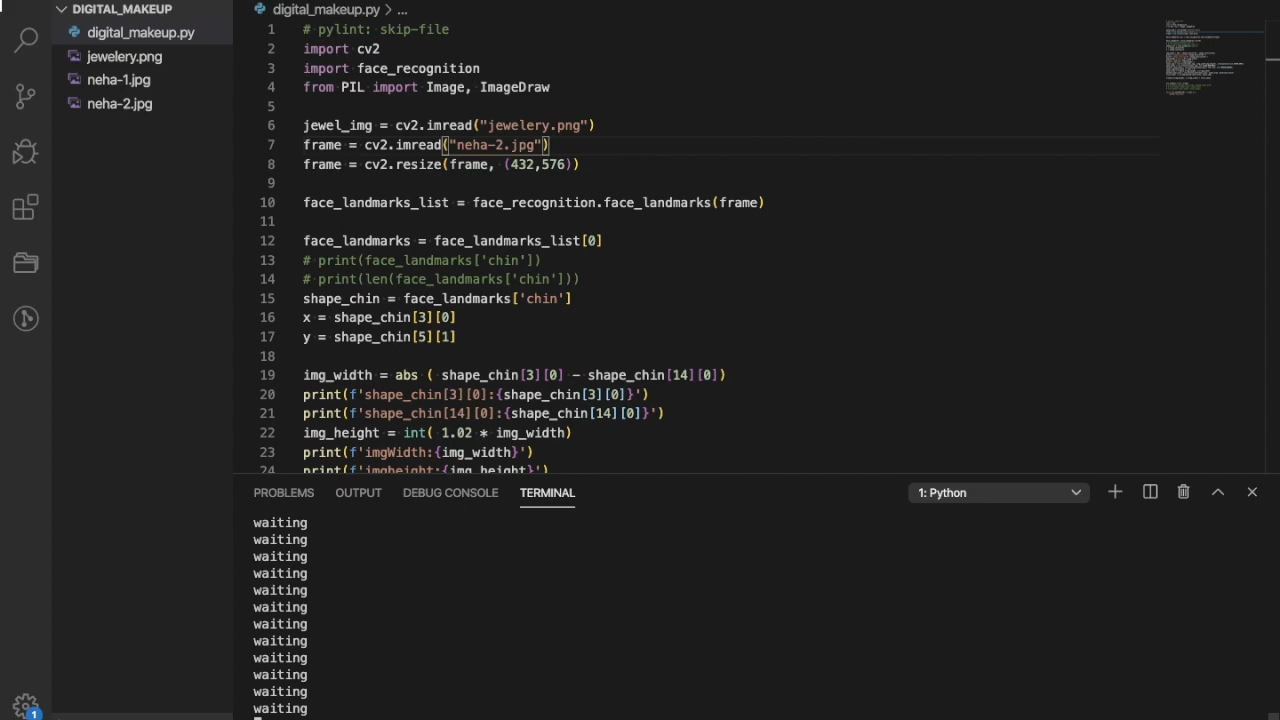 DIGITAL_MAKEUP
digital_makeup.py
jewelery.png
neha-1.jpg
neha-2.jpg
1
digital_makeup.py > ...
1 # pylint: skip-file
2 import cv2
3 import face_recognition
4 from PIL import Image, ImageDraw
5
6 jewel_img = cv2.imread("jewelery.png")
7 frame = cv2.imread("neha-2.jpg")
8 frame = cv2.resize(frame, (432,576))
9
10 face_landmarks_list = face_recognition.face_landmarks(frame)
11
12 face_landmarks = face_landmarks_list[0]
13 # print(face_landmarks['chin'])
14 # print(len(face_landmarks['chin']))
15 shape_chin = face_landmarks['chin']
16 x = shape_chin[3][0]
17 y = shape_chin[5][1]
18
19 img_width = abs ( shape_chin[3][0] - shape_chin[14][0])
20 print(f'shape_chin[3][0]:{shape_chin[3][0]}')
21 print(f'shape_chin[14][0]:{shape_chin[14][0]}')
22 img_height = int( 1.02 * img_width)
23 print(f'imgWidth:{img_width}')
24 print(f'imgheight:{img_height}')
PROBLEMS OUTPUT DEBUG CONSOLE TERMINAL 1: Python
waiting
waiting
waiting
waiting
waiting
waiting
waiting
waiting
waiting
waiting
waiting
waiting